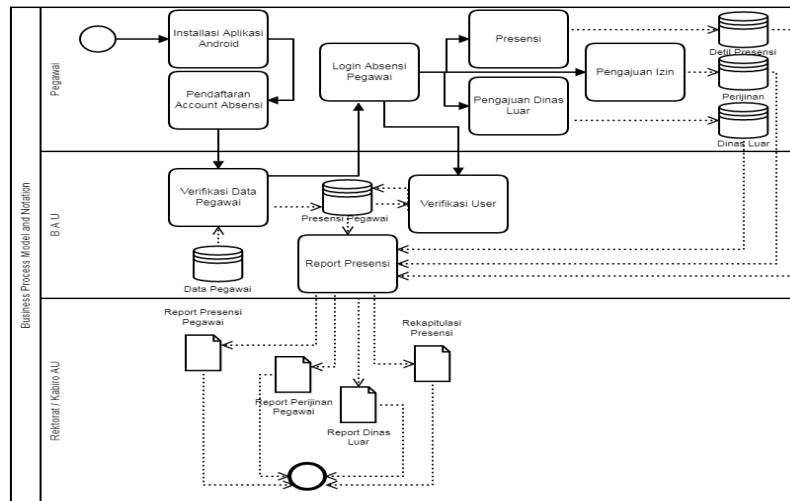 Business Process Model and Notation
Pegawai
Installasi Aplikasi
Android
Pendaftaran
Account Absensi
Login Absensi
Pegawai
Presensi
Pengajuan Dinas
Luar
Pengajuan Izin
Detil Presensi
Perijinan
Dinas Luar
B A U
Verifikasi Data
Pegawai
Data Pegawai
Presensi Pegawai
Verifikasi User
Report Presensi
Rektorat / Kabiro AU
Report Presensi
Pegawai
Report Perijinan
Pegawai
Report Dinas
Luar
Rekapitulasi
Presensi